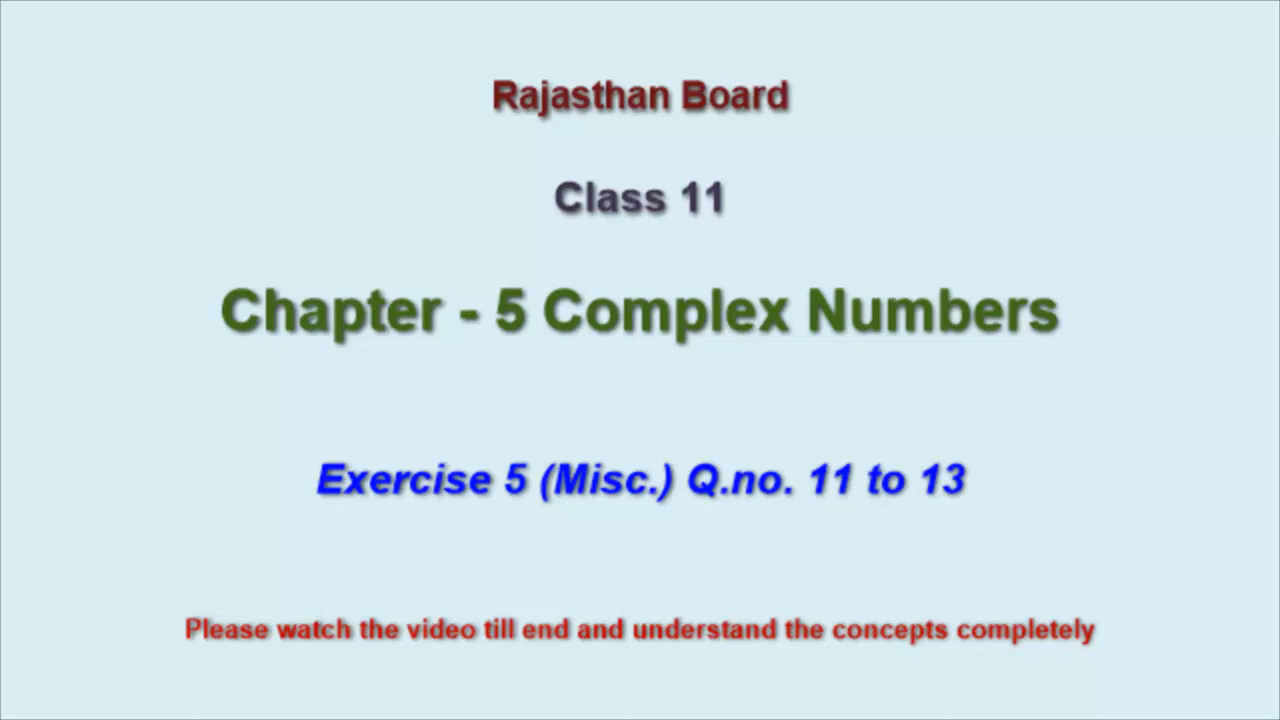 Rajasthan Board
Class 11
Chapter - 5 Complex Numbers
Exercise 5 (Misc.) Q.no. 11 to 13
Please watch the video till end and understand the concepts completely